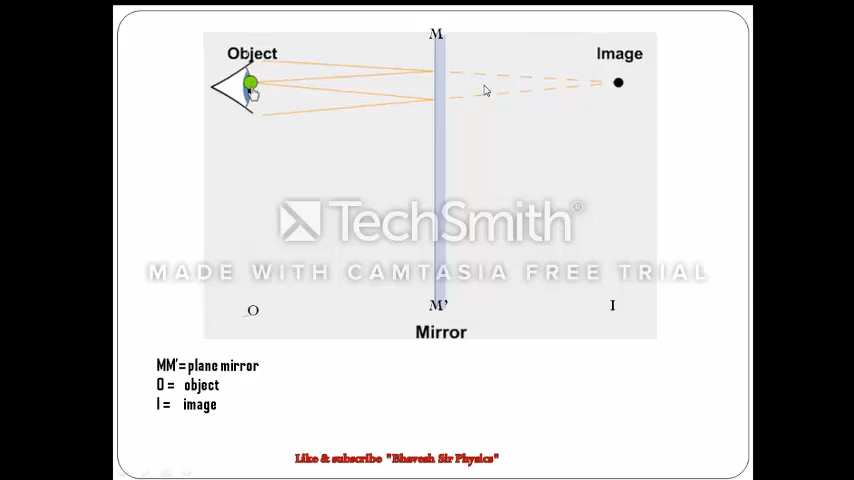 M
Object
Image
TechSmith®
MADE WITH CAMTASIA FREE TRIAL
O
M'
I
Mirror
MM'= plane mirror
O = object
I = image
Like & subscribe "Bhavesh Sir Physics"